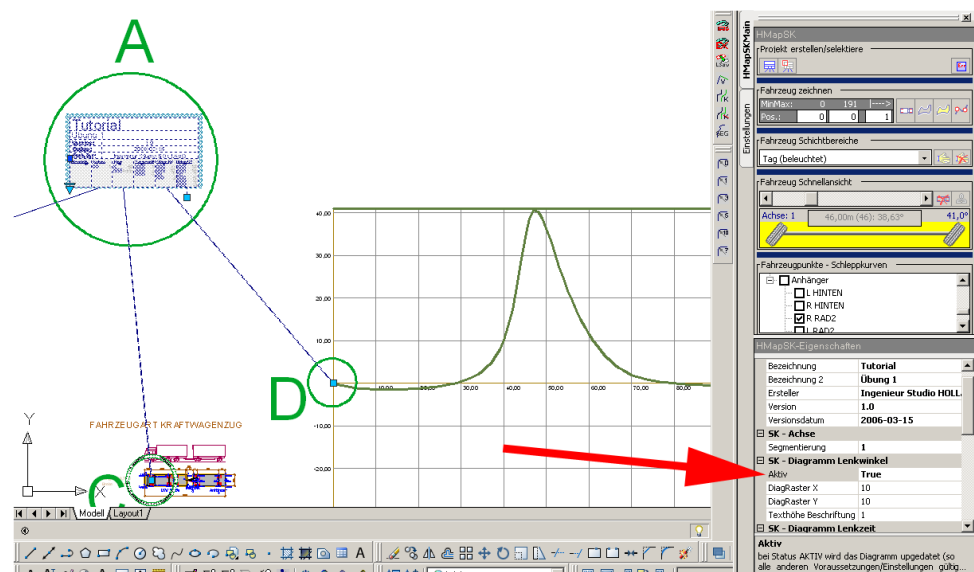 A
Tutorial
Übung 1
40,00
30,00
20,00
10,00 20,00 30,00 40,00 50,00 60,00 70,00 80,00
D
-10,00
-20,00
Y
FAHRZEUGART KRAFTWAGENZUG
C
X
Modell Layout1
HMapSKMain
Einstellungen
HMapSK
Projekt erstellen/selektiere
Fahrzeug zeichnen
MinMax: 0 191 |---->
Pos.: 0 0 1
Fahrzeug Schichtbereiche
Tag (beleuchtet)
Fahrzeug Schnellansicht
Achse: 1 46,00m (46): 38,63° 41,0°
Fahrzeugpunkte - Schleppkurven
Anhänger
L HINTEN
R HINTEN
R RAD2
L RAD2
HMapSK-Eigenschaften
Bezeichnung Tutorial
Bezeichnung 2 Übung 1
Ersteller Ingenieur Studio HOLL
Version 1.0
Versionsdatum 2006-03-15
SK - Achse
Segmentierung 1
SK - Diagramm Lenkwinkel
Aktiv True
DiagRaster X 10
DiagRaster Y 10
Texthöhe Beschriftung 1
SK - Diagramm Lenkzeit
Aktiv
bei Status AKTIV wird das Diagramm upgedatet (so
alle anderen Voraussetzungen/Einstellungen gültig...